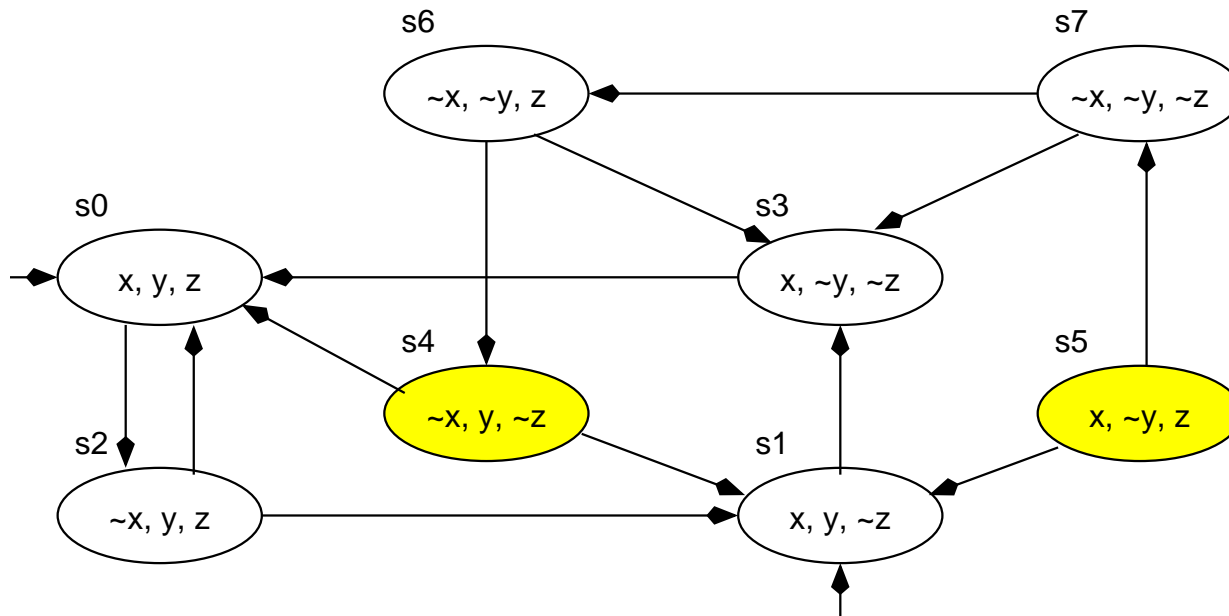 s6
s7
~x, ~y, z
~x, ~y, ~z
s0
s3
x, y, z
x, ~y, ~z
s4
s5
~x, y, ~z
x, ~y, z
s2
s1
~x, y, z
x, y, ~z